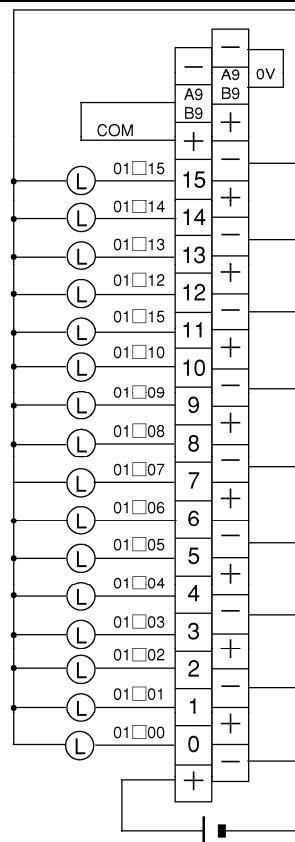 −
− A9 0V
A9 B9
B9 +
COM
+ −
01□15 L 15
+
01□14 L 14
−
01□13 L 13
+
01□12 L 12
−
01□15 L 11
+
01□10 L 10
−
01□09 L 9
+
01□08 L 8
−
01□07 L 7
+
01□06 L 6
−
01□05 L 5
+
01□04 L 4
−
01□03 L 3
+
01□02 L 2
−
01□01 L 1
+
01□00 L 0
−
+